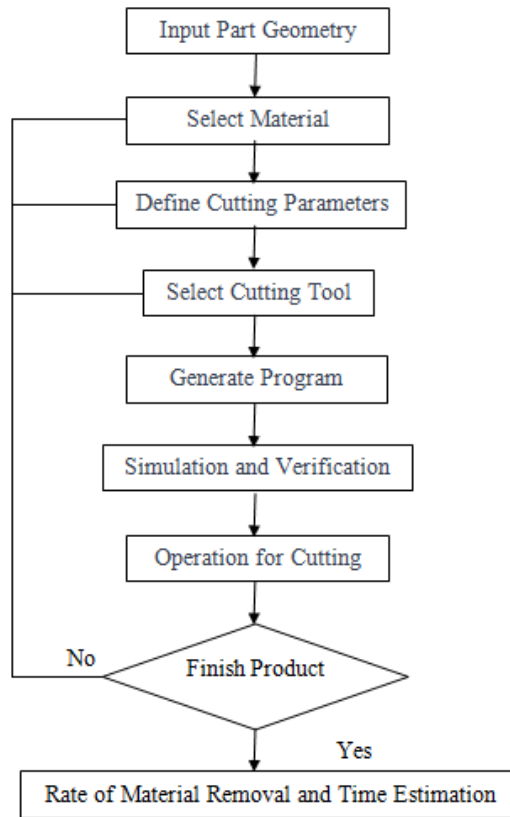 Input Part Geometry
Select Material
Define Cutting Parameters
Select Cutting Tool
Generate Program
Simulation and Verification
Operation for Cutting
No
Finish Product
Yes
Rate of Material Removal and Time Estimation